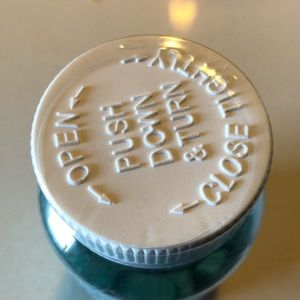 PUSH
DOWN
& TURN
OPEN
CLOSE TIGHTLY